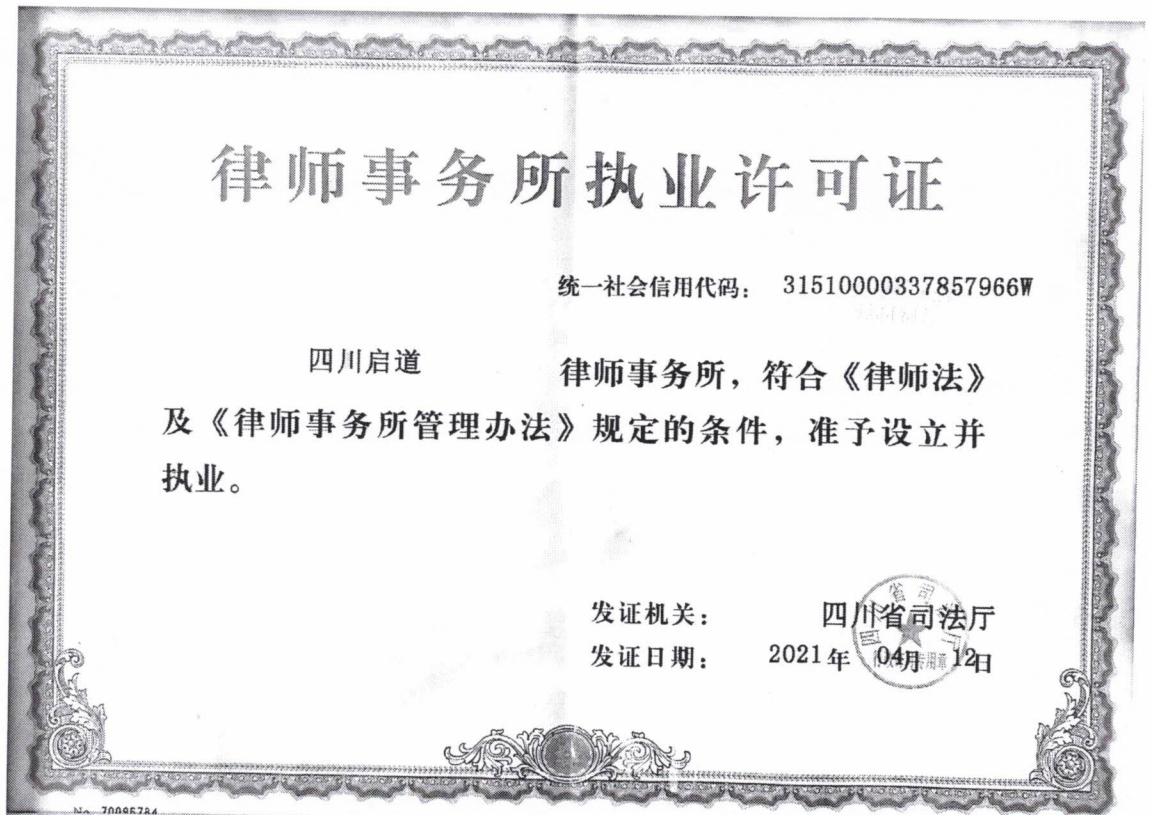 律师事务所执业许可证
统一社会信用代码： 31510000337857966W
四川启道 律师事务所，符合《律师法》
及《律师事务所管理办法》规定的条件，准予设立并
执业。
发证机关： 四川省司法厅
发证日期： 2021年 04月 12日
No. 70095784